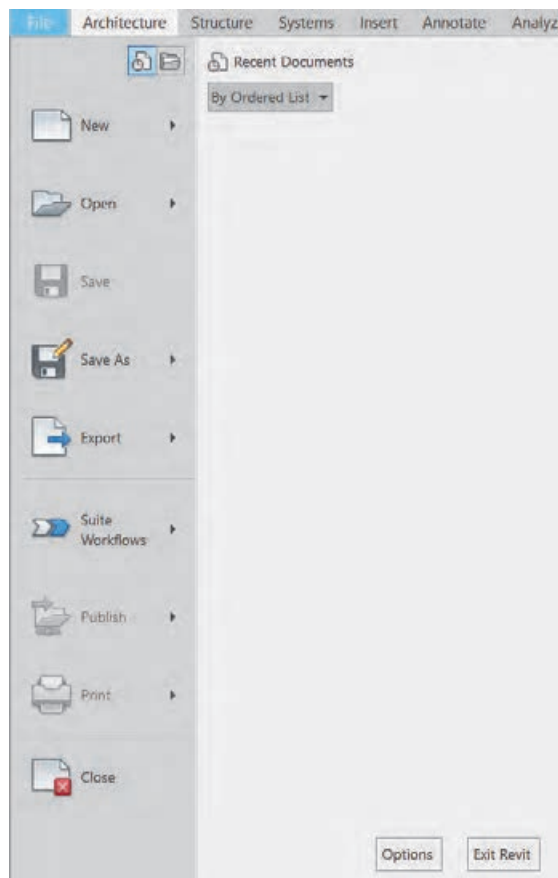 File Architecture Structure Systems Insert Annotate Analyz
Recent Documents
By Ordered List
New
Open
Save
Save As
Export
Suite
Workflows
Publish
Print
Close
Options Exit Revit